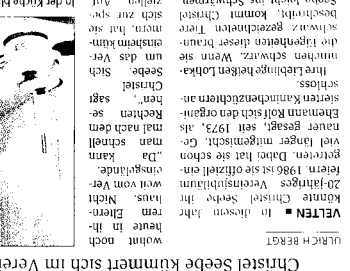 Christel Seebe kümmert sich im Verei
ULRICH BERGT
VELTEN ■ In diesem Jahr
könnte Christel Seebe ihr
20-jähriges Vereinsjubiläum
feiern. 1986 ist sie offiziell ein-
getreten. Dabei hat sie schon
viel länger mitgemischt. Ge-
nauer gesagt, seit 1973, als
Ehemann Rolf sich den organi-
sierten Kaninchenzüchtern an-
schloss.
Ihre Lieblinge heißen Lohka-
ninchen schwarz. Wenn sie
die Eigenheiten dieser braun-
schwarz gezeichneten Tiere
beschreibt, kommt Christel
Seebe leicht ins Schwärmen.
wohnt noch
heute in ih-
rem Eltern-
haus. Nicht
weit vom Ver-
einsgelände.
„Da kann
man schnell
mal nach dem
Rechten se-
hen“, sagt
Christel
Seebe. Sich
um das Ver-
einsheim küm-
mern, hat sie
sich zur spe-
ziellen Auf-
In der Küche